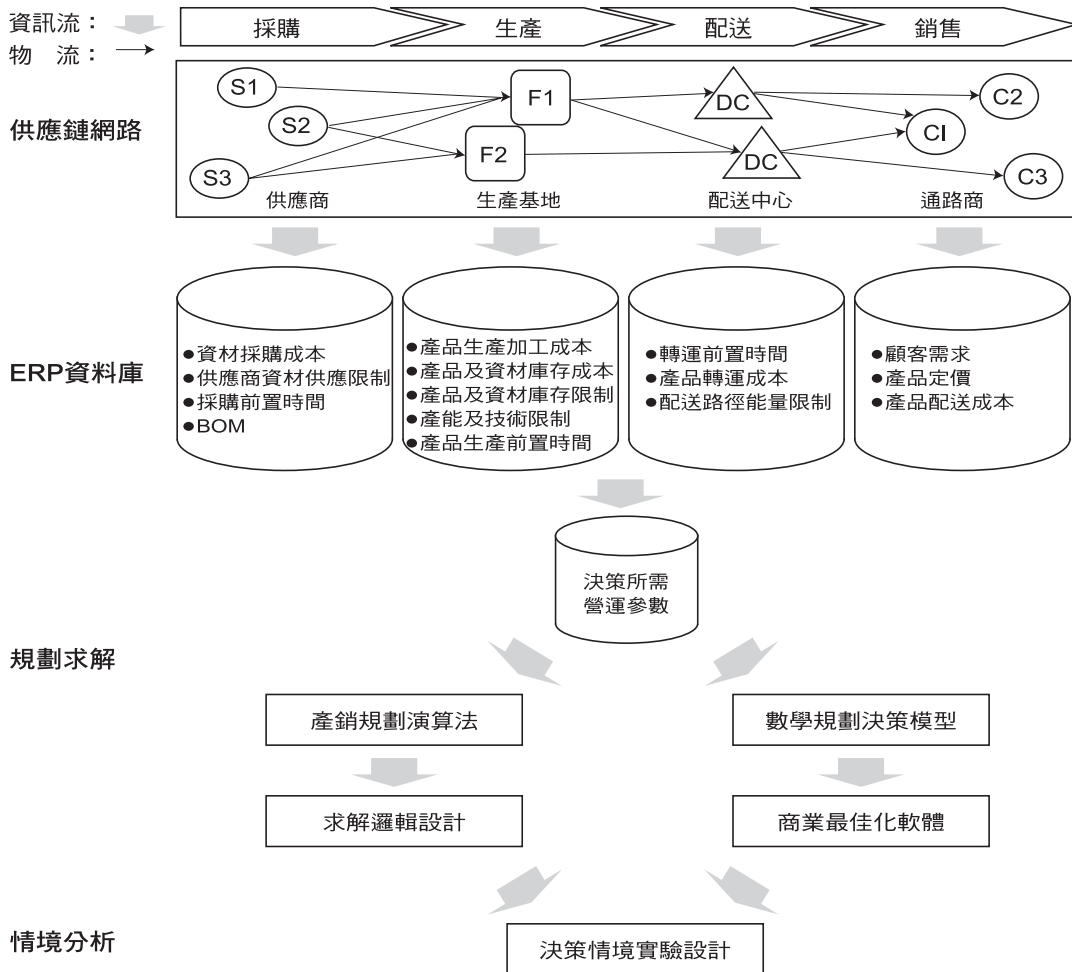 資訊流：
物　流：
採購
生產
配送
銷售
供應鏈網路
S1
S2
S3
F1
F2
DC
DC
C2
CI
C3
供應商
生產基地
配送中心
通路商
ERP資料庫
●資材採購成本
●供應商資材供應限制
●採購前置時間
●BOM
●產品生產加工成本
●產品及資材庫存成本
●產品及資材庫存限制
●產能及技術限制
●產品生產前置時間
●轉運前置時間
●產品轉運成本
●配送路徑能量限制
●顧客需求
●產品定價
●產品配送成本
決策所需
營運參數
規劃求解
產銷規劃演算法
數學規劃決策模型
求解邏輯設計
商業最佳化軟體
情境分析
決策情境實驗設計